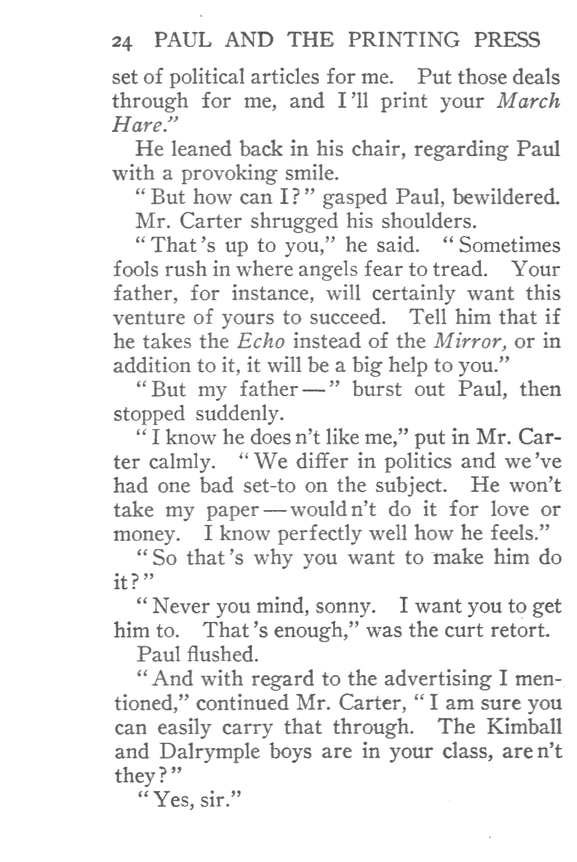 24 PAUL AND THE PRINTING PRESS
set of political articles for me. Put those deals
through for me, and I'll print your March
Hare."
He leaned back in his chair, regarding Paul
with a provoking smile.
"But how can I?" gasped Paul, bewildered.
Mr. Carter shrugged his shoulders.
"That's up to you," he said. "Sometimes
fools rush in where angels fear to tread. Your
father, for instance, will certainly want this
venture of yours to succeed. Tell him that if
he takes the Echo instead of the Mirror, or in
addition to it, it will be a big help to you."
"But my father—" burst out Paul, then
stopped suddenly.
"I know he doesn't like me," put in Mr. Car-
ter calmly. "We differ in politics and we've
had one bad set-to on the subject. He won't
take my paper—wouldn't do it for love or
money. I know perfectly well how he feels."
"So that's why you want to make him do
it?"
"Never you mind, sonny. I want you to get
him to. That's enough," was the curt retort.
Paul flushed.
"And with regard to the advertising I men-
tioned," continued Mr. Carter, "I am sure you
can easily carry that through. The Kimball
and Dalrymple boys are in your class, aren't
they?"
"Yes, sir."